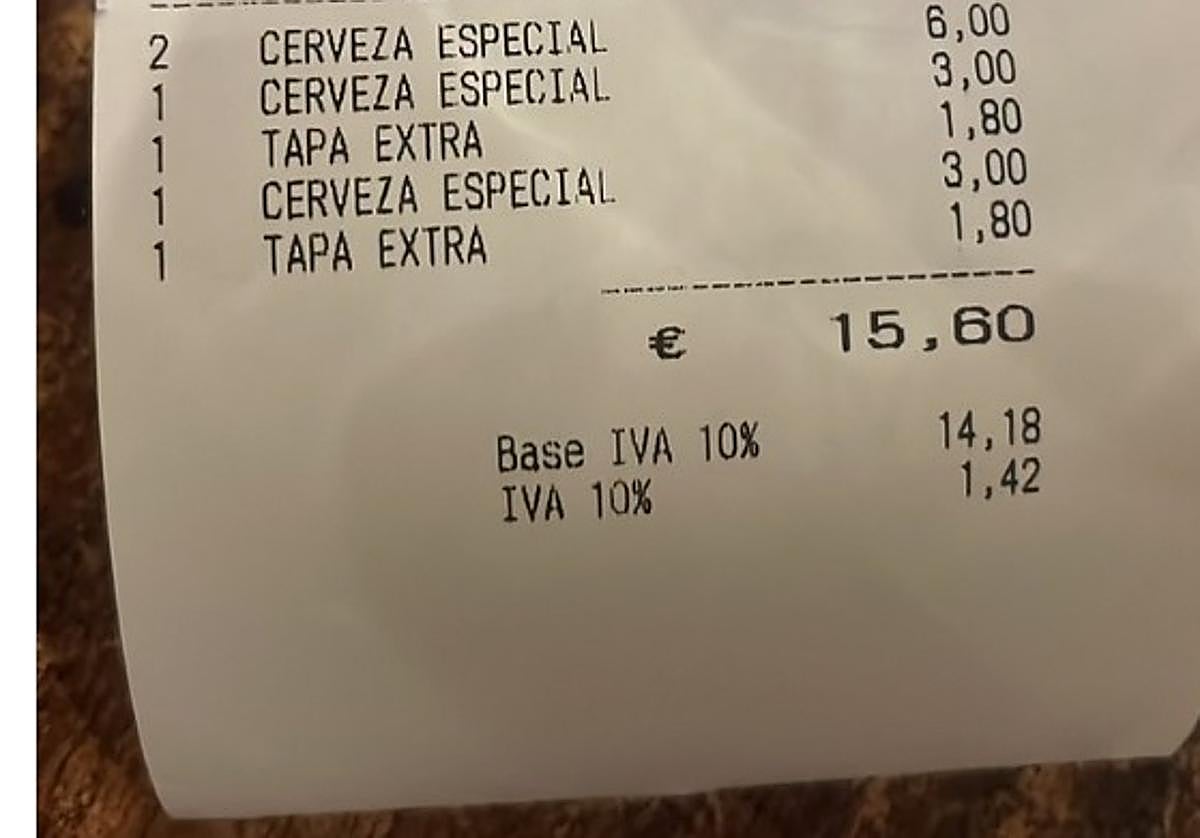 2 CERVEZA ESPECIAL 6,00
1 CERVEZA ESPECIAL 3,00
1 TAPA EXTRA 1,80
1 CERVEZA ESPECIAL 3,00
1 TAPA EXTRA 1,80
€ 15,60
Base IVA 10% 14,18
IVA 10% 1,42